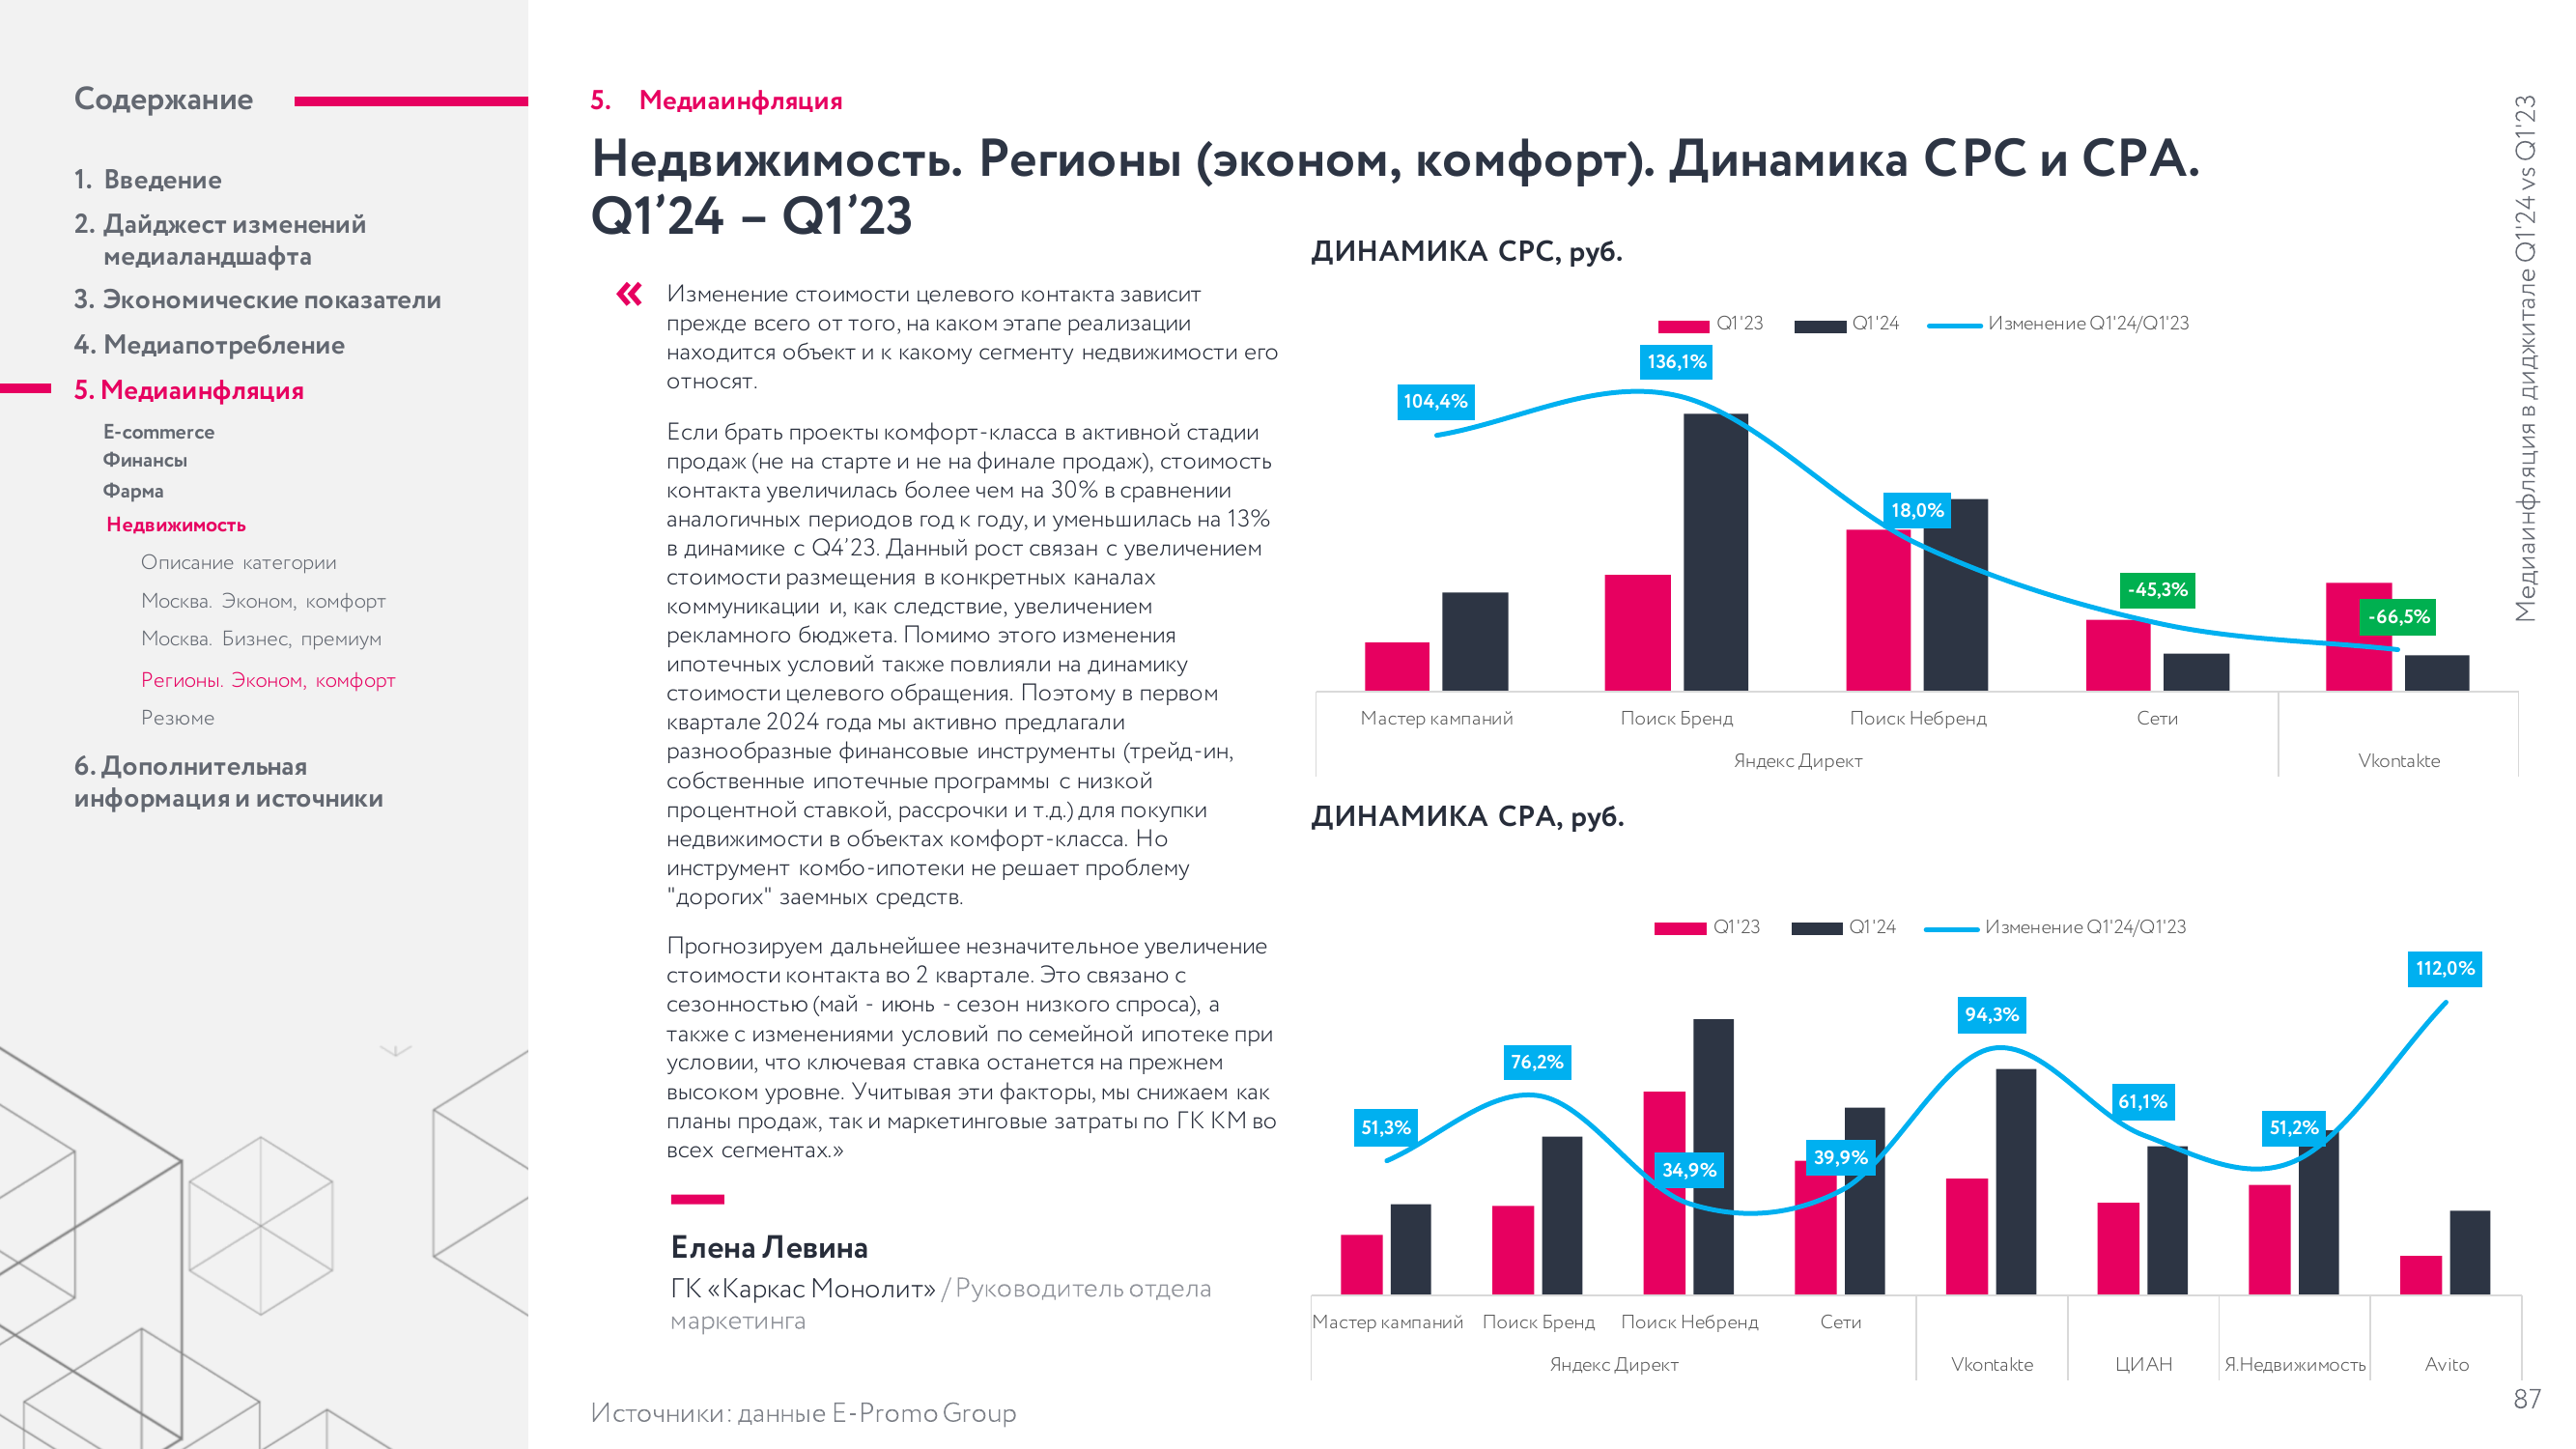 Содержание
1. Введение
2. Дайджест изменений
медиаландшафта
3. Экономические показатели
4. Медиапотребление
5. Медиаинфляция
E-commerce
Финансы
Фарма
Недвижимость
Описание категории
Москва. Эконом, комфорт
Москва. Бизнес, премиум
Регионы. Эконом, комфорт
Резюме
6. Дополнительная
информация и источники
5. Медиаинфляция
Недвижимость. Регионы (эконом, комфорт). Динамика CPC и CPA.
Q1’24 – Q1’23
«
Изменение стоимости целевого контакта зависит
прежде всего от того, на каком этапе реализации
находится объект и к какому сегменту недвижимости его
относят.
Если брать проекты комфорт-класса в активной стадии
продаж (не на старте и не на финале продаж), стоимость
контакта увеличилась более чем на 30% в сравнении
аналогичных периодов год к году, и уменьшилась на 13%
в динамике с Q4’23. Данный рост связан с увеличением
стоимости размещения в конкретных каналах
коммуникации и, как следствие, увеличением
рекламного бюджета. Помимо этого изменения
ипотечных условий также повлияли на динамику
стоимости целевого обращения. Поэтому в первом
квартале 2024 года мы активно предлагали
разнообразные финансовые инструменты (трейд-ин,
собственные ипотечные программы с низкой
процентной ставкой, рассрочки и т.д.) для покупки
недвижимости в объектах комфорт-класса. Но
инструмент комбо-ипотеки не решает проблему
"дорогих" заемных средств.
Прогнозируем дальнейшее незначительное увеличение
стоимости контакта во 2 квартале. Это связано с
сезонностью (май - июнь - сезон низкого спроса), а
также с изменениями условий по семейной ипотеке при
условии, что ключевая ставка останется на прежнем
высоком уровне. Учитывая эти факторы, мы снижаем как
планы продаж, так и маркетинговые затраты по ГК КМ во
всех сегментах.»
Елена Левина
ГК «Каркас Монолит» / Руководитель отдела
маркетинга
Источники: данные E-Promo Group
ДИНАМИКА CPC, руб.
Q1'23 Q1'24 Изменение Q1'24/Q1'23
104,4% 136,1% 18,0% -45,3% -66,5%
Мастер кампаний Поиск Бренд Поиск Небренд Сети
Яндекс Директ Vkontakte
ДИНАМИКА CPA, руб.
Q1'23 Q1'24 Изменение Q1'24/Q1'23
51,3% 76,2% 34,9% 39,9% 94,3% 61,1% 51,2% 112,0%
Мастер кампаний Поиск Бренд Поиск Небренд Сети
Яндекс Директ Vkontakte ЦИАН Я.Недвижимость Avito
Медиаинфляция в диджитале Q1'24 vs Q1'23
87